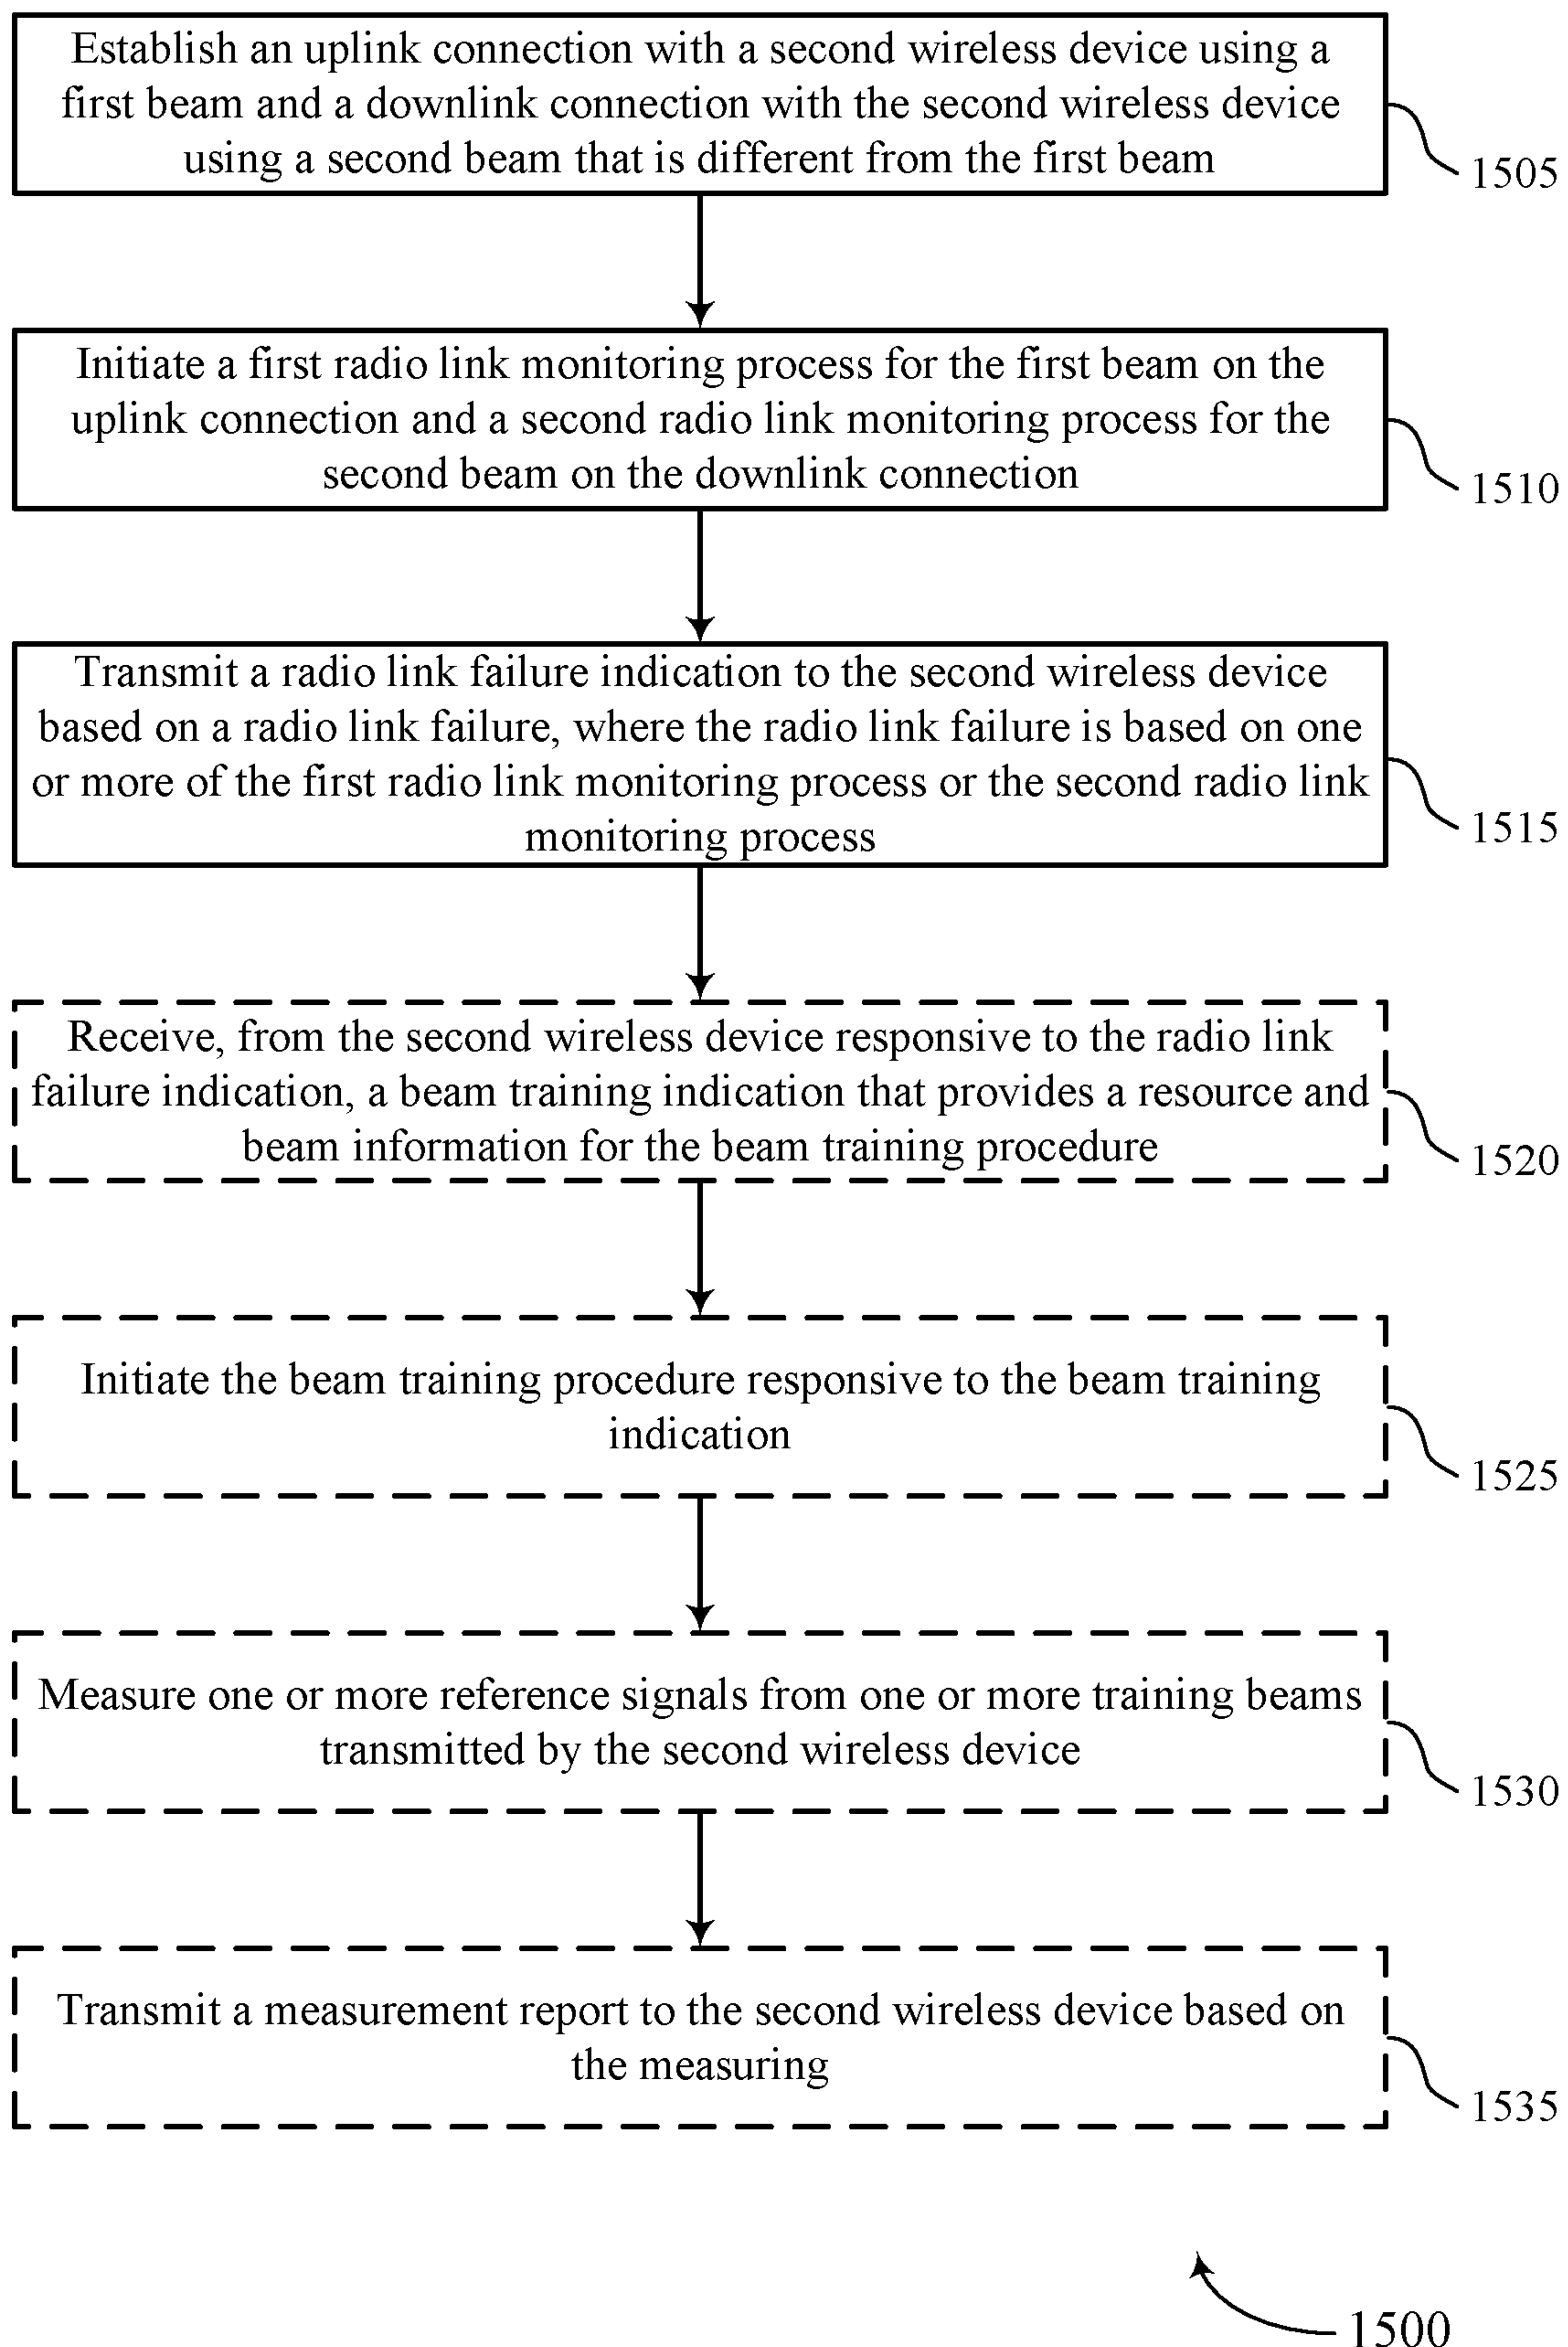 Establish an uplink connection with a second wireless device using a
first beam and a downlink connection with the second wireless device
using a second beam that is different from the first beam
1505
Initiate a first radio link monitoring process for the first beam on the
uplink connection and a second radio link monitoring process for the
second beam on the downlink connection
1510
Transmit a radio link failure indication to the second wireless device
based on a radio link failure, where the radio link failure is based on one
or more of the first radio link monitoring process or the second radio link
monitoring process
1515
Receive, from the second wireless device responsive to the radio link
failure indication, a beam training indication that provides a resource and
beam information for the beam training procedure
1520
Initiate the beam training procedure responsive to the beam training
indication
1525
Measure one or more reference signals from one or more training beams
transmitted by the second wireless device
1530
Transmit a measurement report to the second wireless device based on
the measuring
1535
1500